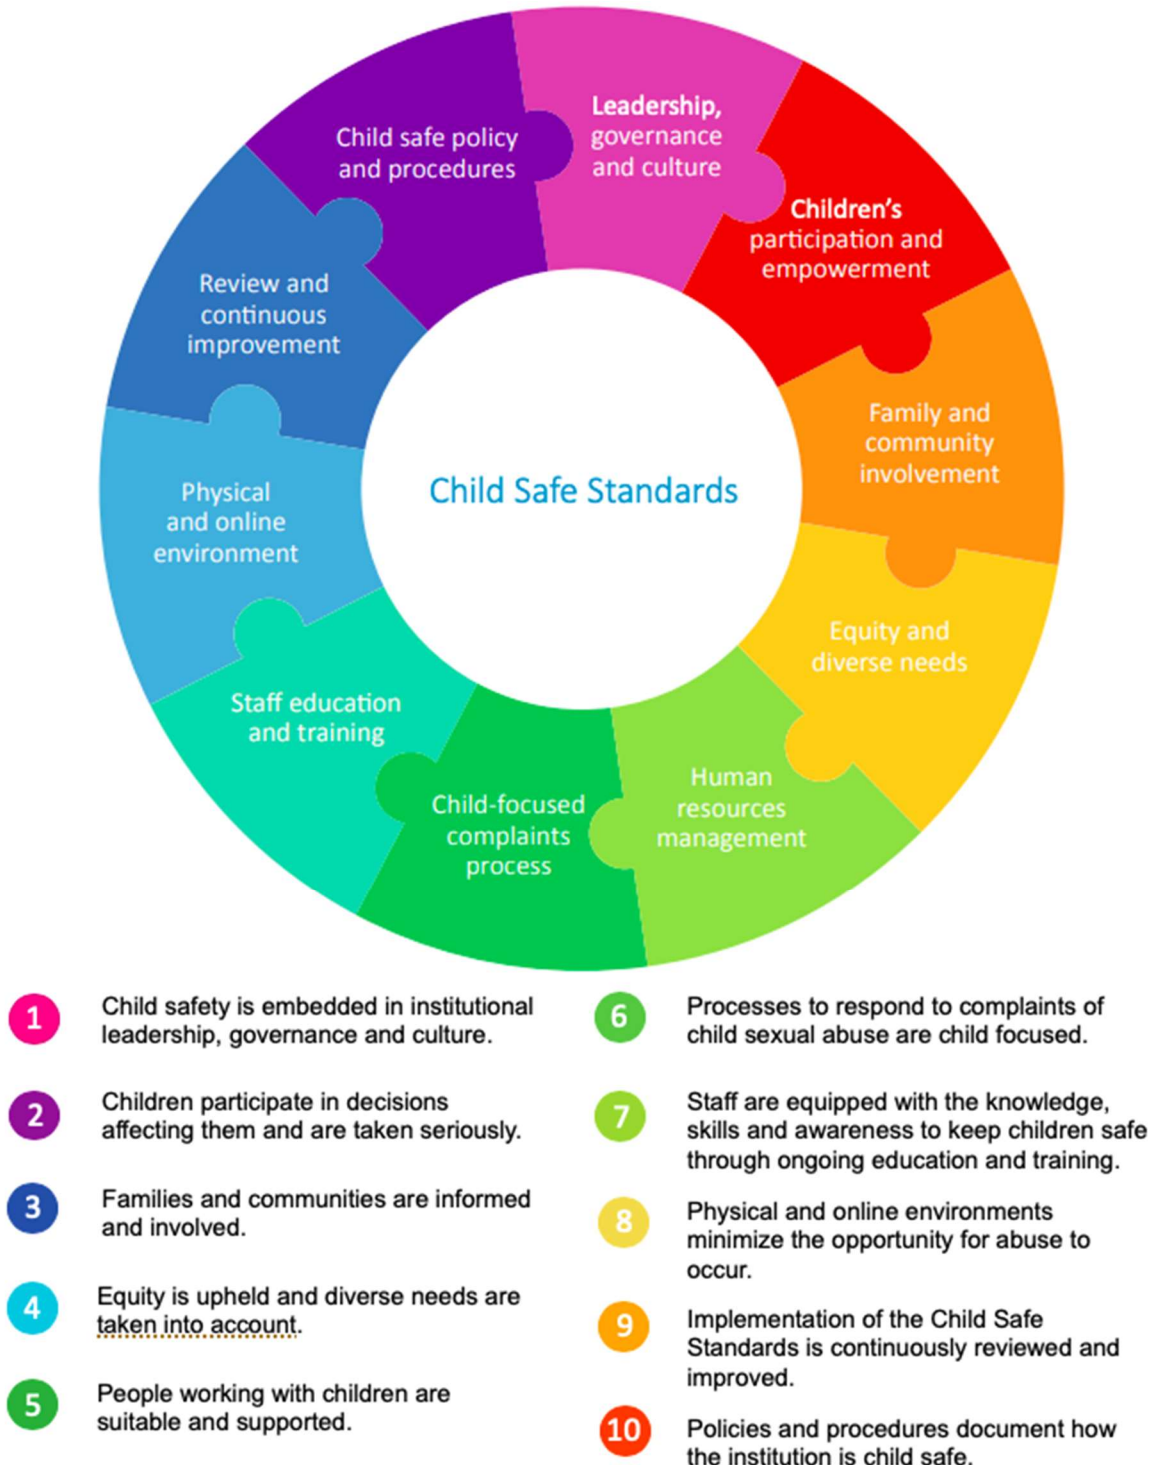 Leadership,
governance
and culture
Children's
participation and
empowerment
Family and
community
involvement
Equity and
diverse needs
Human
resources
management
Child-focused
complaints
process
Staff education
and training
Physical
and online
environment
Review and
continuous
improvement
Child safe policy
and procedures
Child Safe Standards
1
Child safety is embedded in institutional
leadership, governance and culture.
2
Children participate in decisions
affecting them and are taken seriously.
3
Families and communities are informed
and involved.
4
Equity is upheld and diverse needs are
taken into account.
5
People working with children are
suitable and supported.
6
Processes to respond to complaints of
child sexual abuse are child focused.
7
Staff are equipped with the knowledge,
skills and awareness to keep children safe
through ongoing education and training.
8
Physical and online environments
minimize the opportunity for abuse to
occur.
9
Implementation of the Child Safe
Standards is continuously reviewed and
improved.
10
Policies and procedures document how
the institution is child safe.